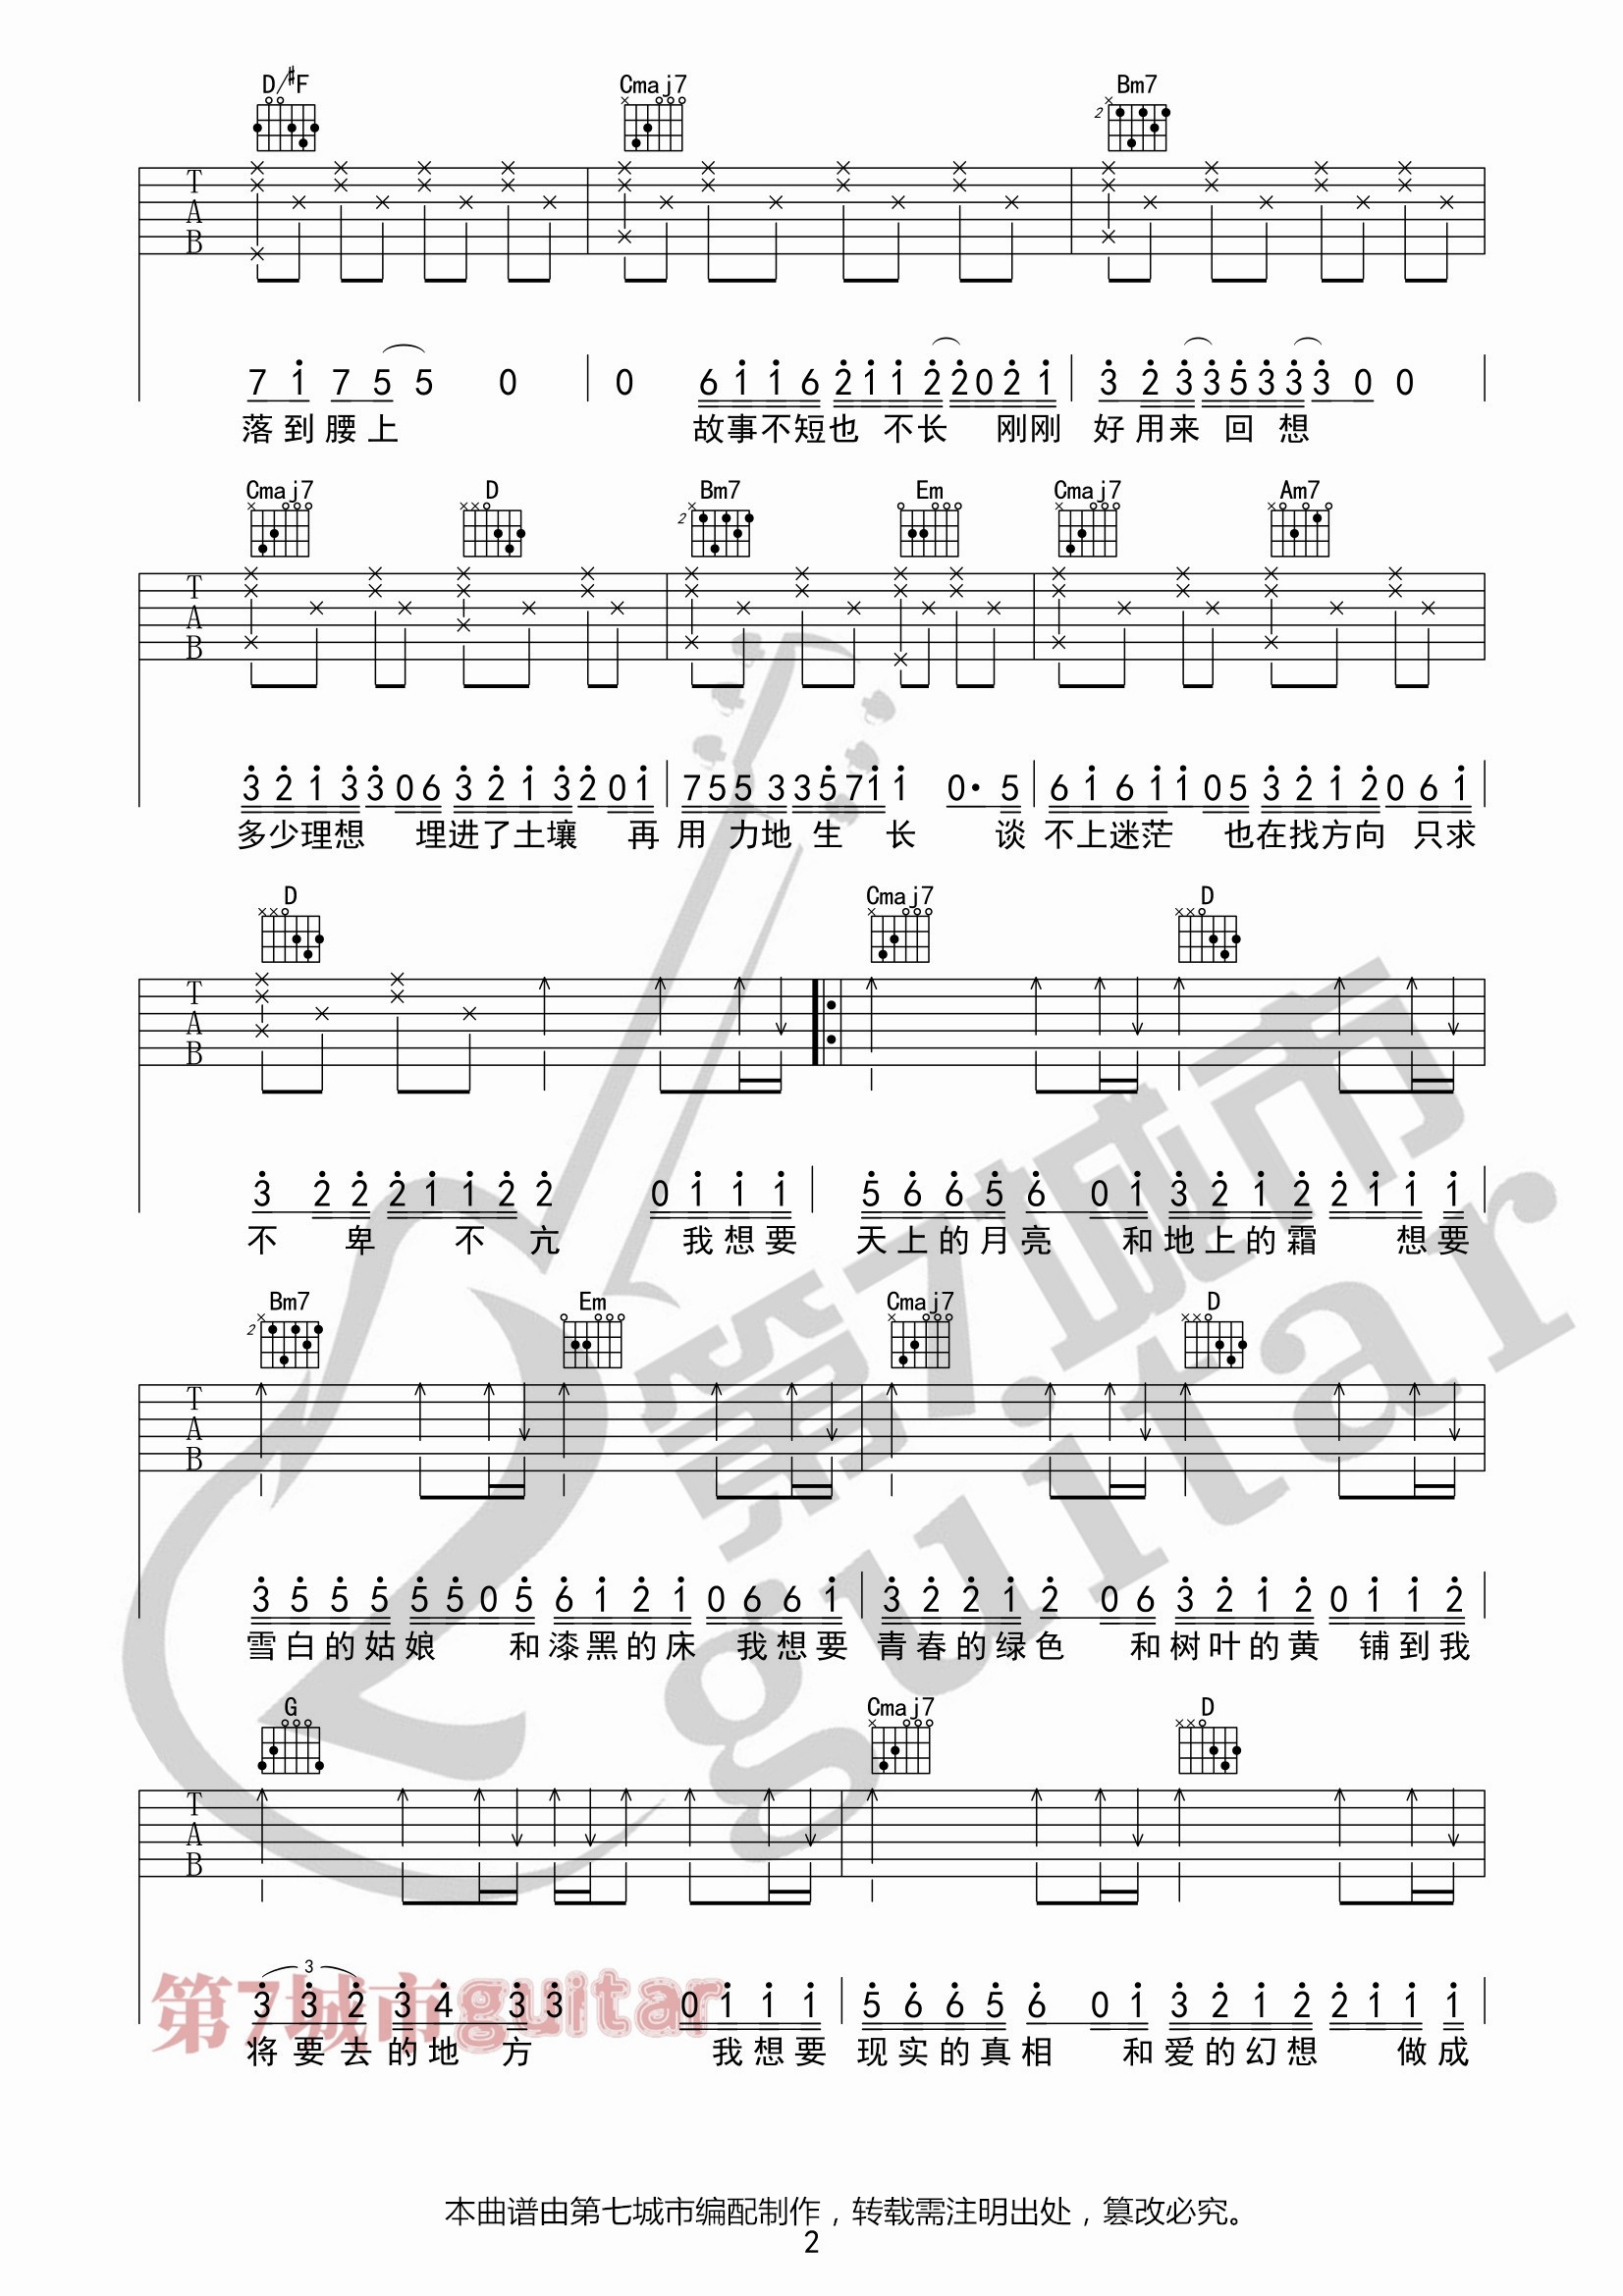 D/#F Cmaj7 Bm7
2
T
A
B
7 1 7 5 5 0 0 6 1 1 6 2 1 1 2 2 0 2 1 3 2 3 3 5 3 3 3 0 0
落到腰上 故事不短也 不长 刚刚 好用来 回 想
Cmaj7 D Bm7 Em Cmaj7 Am7
2
T
A
B
3 2 1 3 3 0 6 3 2 1 3 2 0 1 7 5 5 3 3 5 7 1 1 0· 5 6 1 6 1 1 0 5 3 2 1 2 0 6 1
多少理想 埋进了土壤 再 用 力地 生 长 谈 不上迷茫 也在找方向 只求
D Cmaj7 D
T
A
B
3 2 2 2 1 1 2 2 0 1 1 1 5 6 6 5 6 0 1 3 2 1 2 2 1 1 1
不 卑 不 亢 我想要 天上的月亮 和地上的霜 想要
Bm7 Em Cmaj7 D
2
T
A
B
3 5 5 5 5 5 0 5 6 1 2 1 0 6 6 1 3 2 2 1 2 0 6 3 2 1 2 0 1 1 2
雪白的姑娘 和漆黑的床 我想要 青春的绿色 和树叶的黄 铺到我
G Cmaj7 D
T
A
B
3
3 3 2 3 4 3 3 0 1 1 1 5 6 6 5 6 0 1 3 2 1 2 2 1 1 1
将要去的地 方 我想要 现实的真相 和爱的幻想 做成
第7城市guitar
第7城市
guitar
本曲谱由第七城市编配制作，转载需注明出处，篡改必究。
2